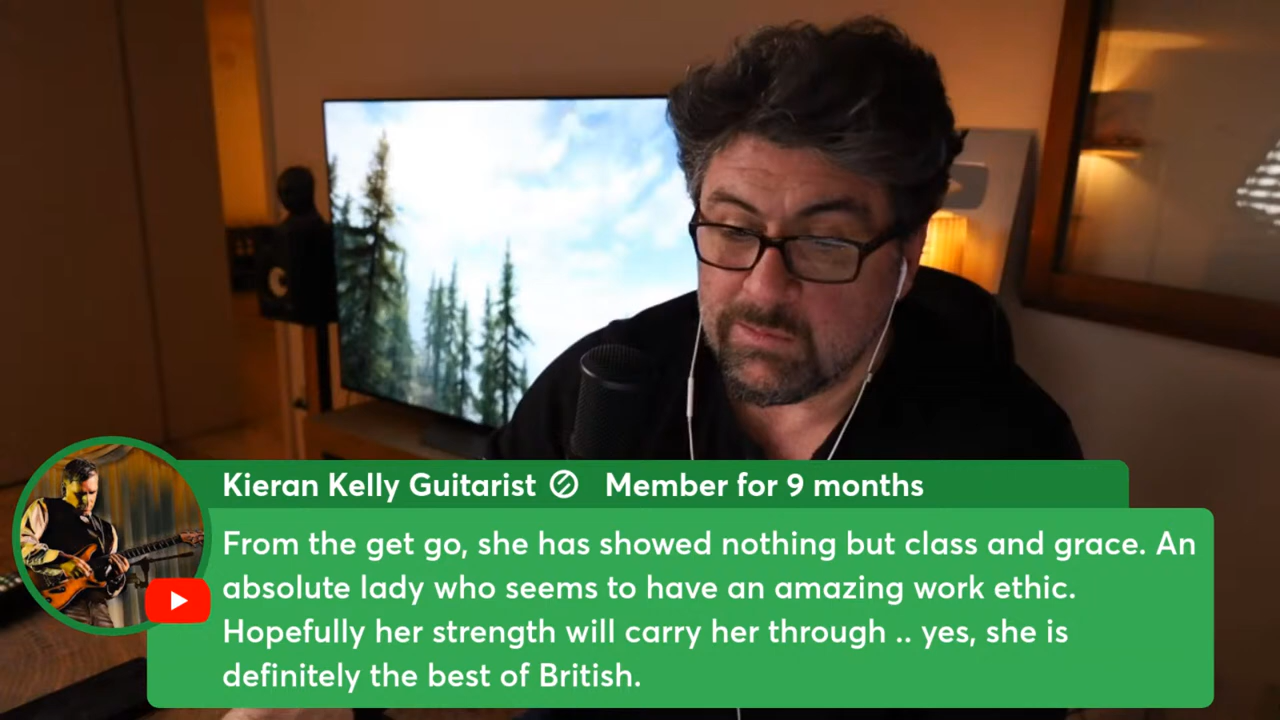 Kieran Kelly Guitarist Member for 9 months
From the get go, she has showed nothing but class and grace. An
absolute lady who seems to have an amazing work ethic.
Hopefully her strength will carry her through .. yes, she is
definitely the best of British.